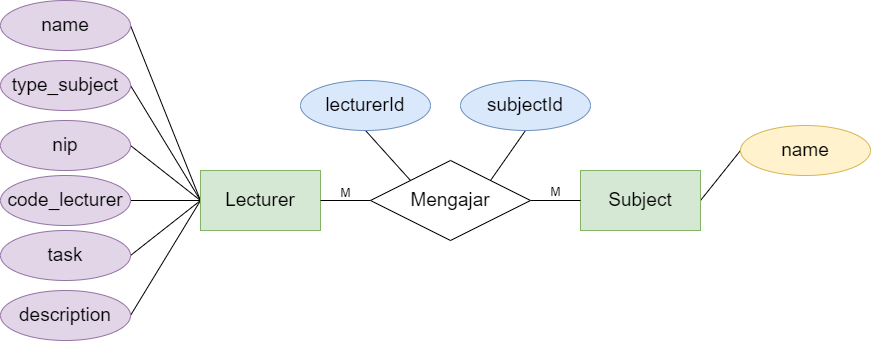 name
type_subject
nip
code_lecturer
task
description
Lecturer
M
lecturerId
subjectId
Mengajar
M
Subject
name